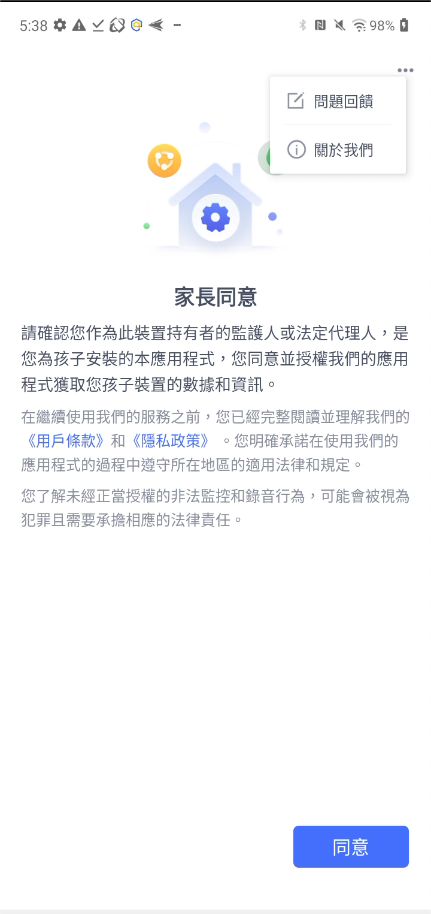 5:38
98%
問題回饋
關於我們
家長同意
請確認您作為此裝置持有者的監護人或法定代理人，是
您為孩子安裝的本應用程式，您同意並授權我們的應用
程式獲取您孩子裝置的數據和資訊。
在繼續使用我們的服務之前，您已經完整閱讀並理解我們的
《用戶條款》和《隱私政策》 。您明確承諾在使用我們的
應用程式的過程中遵守所在地區的適用法律和規定。
您了解未經正當授權的非法監控和錄音行為，可能會被視為
犯罪且需要承擔相應的法律責任。
同意